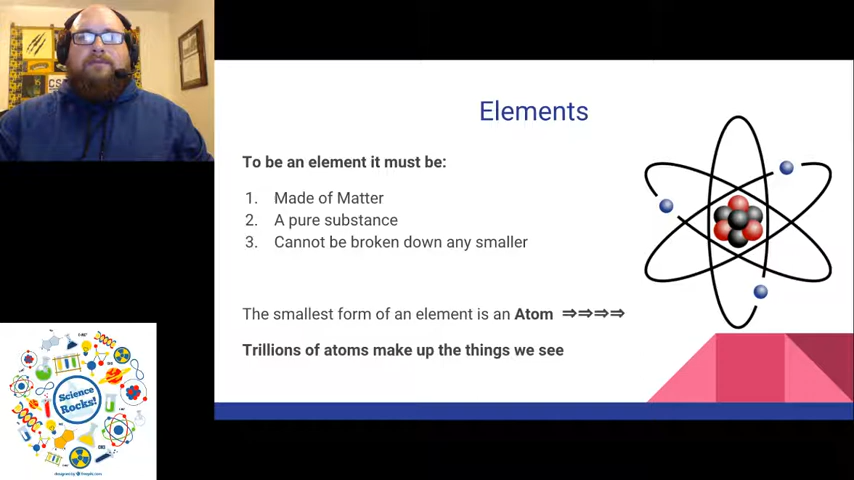 Elements
To be an element it must be:
1. Made of Matter
2. A pure substance
3. Cannot be broken down any smaller
The smallest form of an element is an Atom ⇒⇒⇒⇒
Trillions of atoms make up the things we see
Science
Rocks!